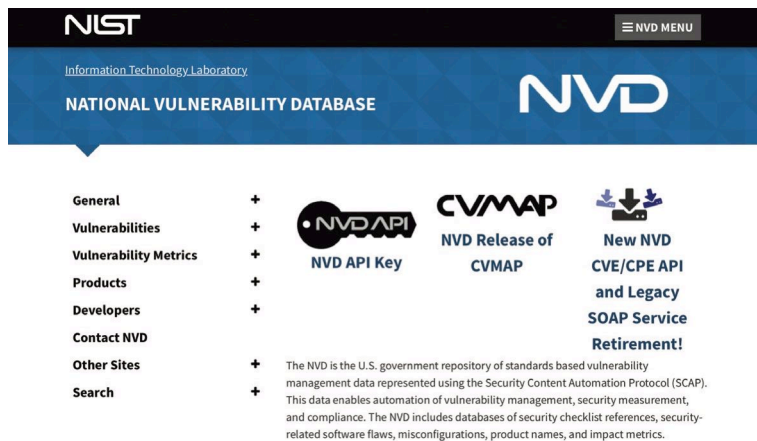 NIST
≡ NVD MENU
Information Technology Laboratory
NATIONAL VULNERABILITY DATABASE
NVD
General +
Vulnerabilities +
Vulnerability Metrics +
Products +
Developers +
Contact NVD
Other Sites +
Search +
NVD API
NVD API Key
CVMAP
NVD Release of
CVMAP
New NVD
CVE/CPE API
and Legacy
SOAP Service
Retirement!
The NVD is the U.S. government repository of standards based vulnerability
management data represented using the Security Content Automation Protocol (SCAP).
This data enables automation of vulnerability management, security measurement,
and compliance. The NVD includes databases of security checklist references, security-
related software flaws, misconfigurations, product names, and impact metrics.